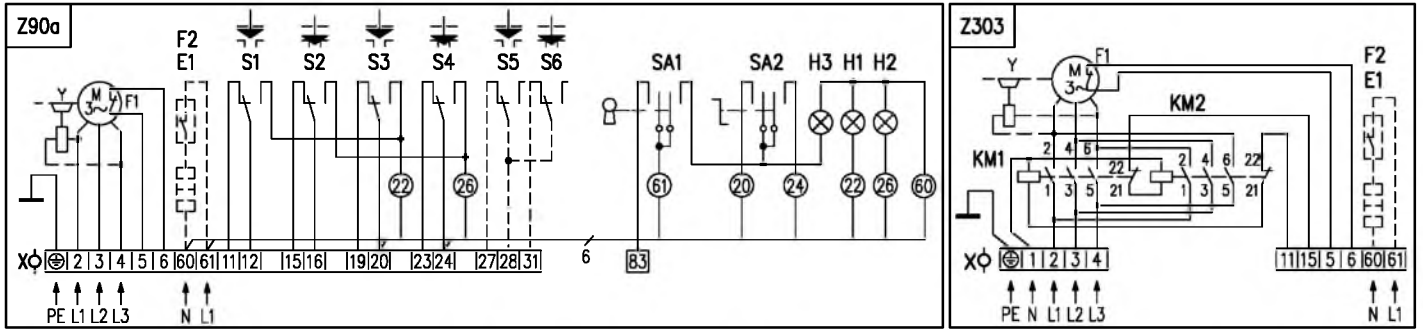 Z90a
F2
E1 S1 S2 S3 S4 S5 S6 SA1 SA2 H3 H1 H2
Y M 3~ F1
22 26 61 20 24 22 26 60
X 2 3 4 5 6 60 61 11 12 15 16 19 20 23 24 27 28 31 6 83
PE L1 L2 L3 N L1
Z303
F2
E1
Y M 3~ F1
KM2
KM1 2 4 6 22 2 4 6 22
1 3 5 21 1 3 5 21
X 1 2 3 4 11 15 5 6 60 61
PE N L1 L2 L3 N L1